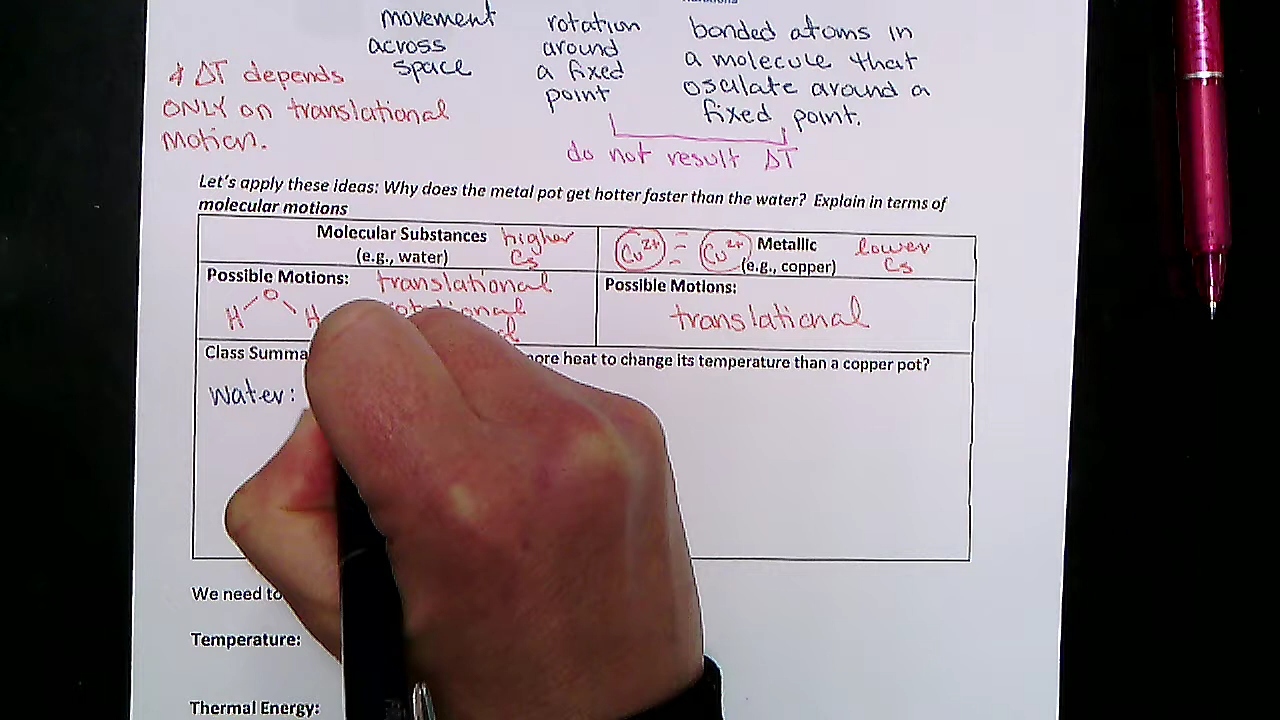 movement
across
space
rotation
around
a fixed
point
bonded atoms in
a molecule that
oscilate around a
fixed point.
* ΔT depends
ONLY on translational
Motion.
do not result ΔT
Let's apply these ideas: Why does the metal pot get hotter faster than the water? Explain in terms of
molecular motions
Molecular Substances higher
(e.g., water) Cs
Cu2+ Cu2+ Metallic lower
(e.g., copper) Cs
Possible Motions: translational
H O H
Possible Motions:
translational
Class
heat to change its temperature than a copper pot?
Water:
We need to
Temperature:
Thermal Energy: